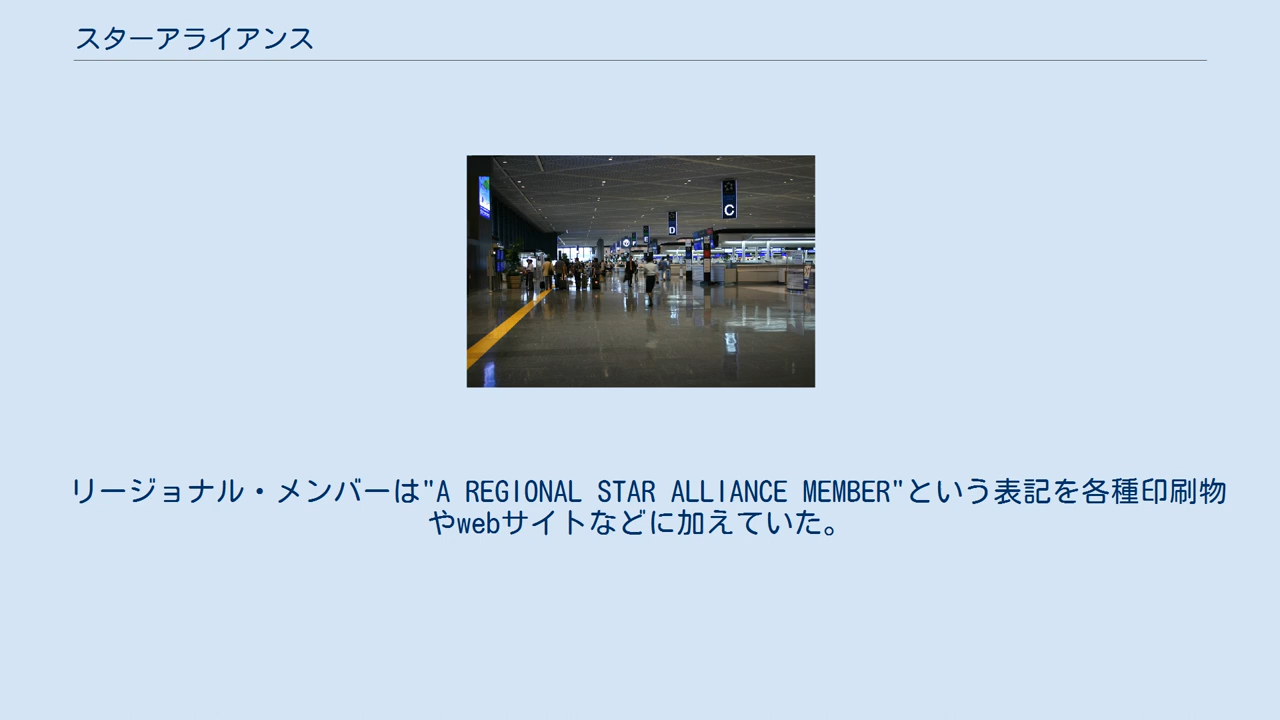 スターアライアンス
C
D
E
リージョナル・メンバーは"A REGIONAL STAR ALLIANCE MEMBER"という表記を各種印刷物
やwebサイトなどに加えていた。